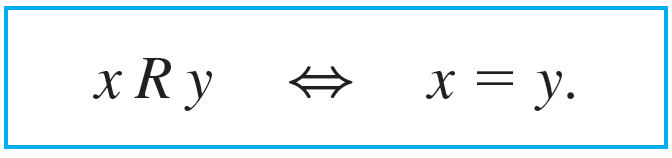 x R y ⇔ x = y.